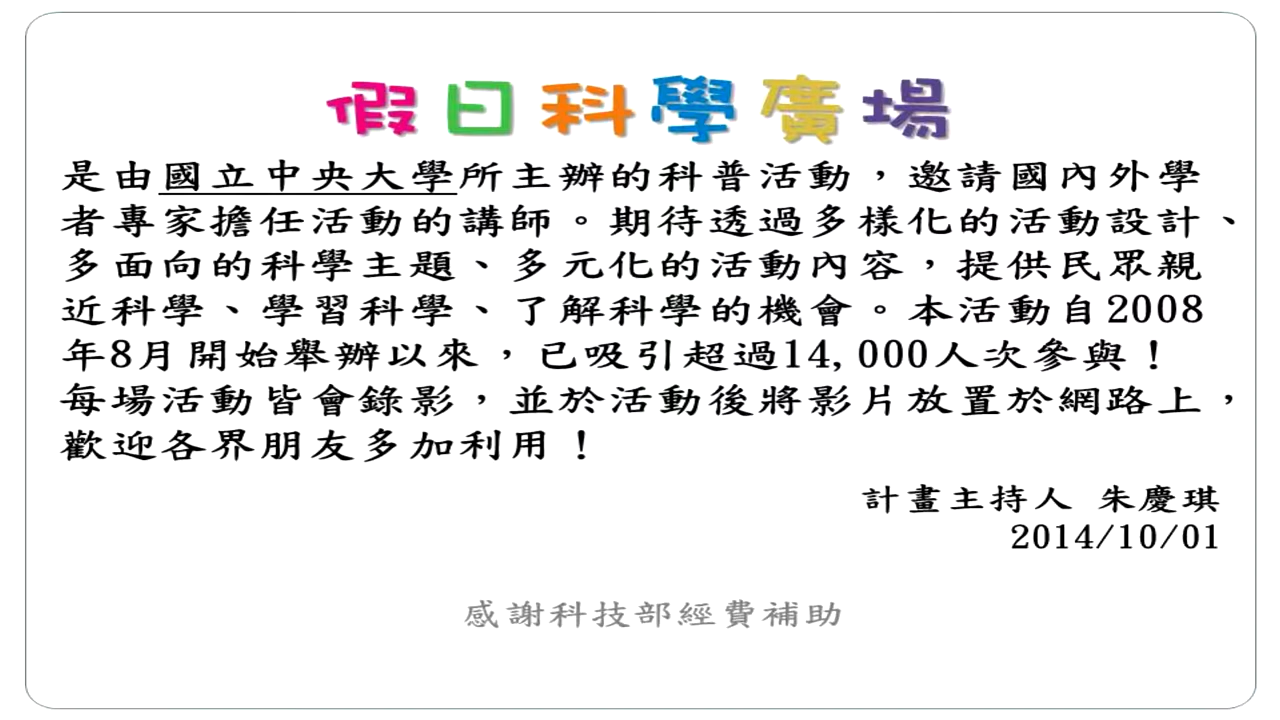 假日科學廣場
是由國立中央大學所主辦的科普活動，邀請國內外學
者專家擔任活動的講師。期待透過多樣化的活動設計、
多面向的科學主題、多元化的活動內容，提供民眾親
近科學、學習科學、了解科學的機會。本活動自2008
年8月開始舉辦以來，已吸引超過14,000人次參與！
每場活動皆會錄影，並於活動後將影片放置於網路上，
歡迎各界朋友多加利用！
計畫主持人 朱慶琪
2014/10/01
感謝科技部經費補助